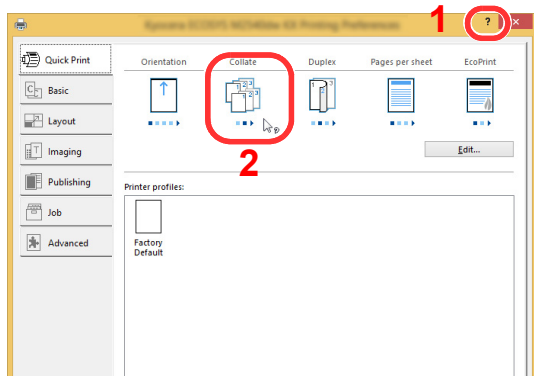 1
?
Quick Print
Orientation
Collate
Duplex
Pages per sheet
EcoPrint
Basic
Layout
2
Edit...
Imaging
Publishing
Printer profiles:
Job
Advanced
Factory
Default